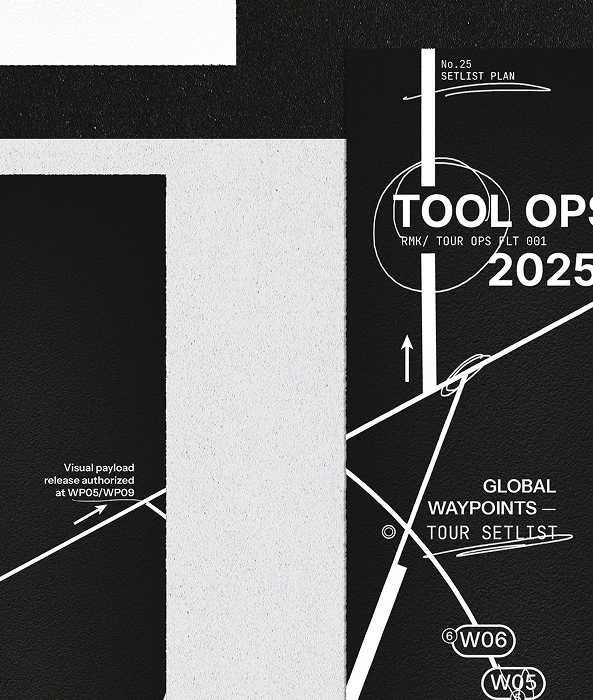 No.25
SETLIST PLAN
TOOL OPS
RMK/ TOUR OPS FLT 001
2025
Visual payload
release authorized
at WP05/WP09
GLOBAL
WAYPOINTS —
TOUR SETLIST
6 W06
W05